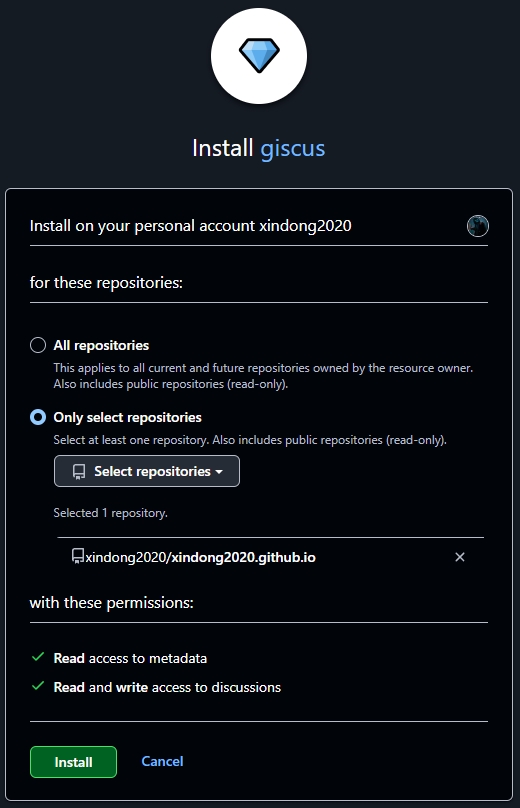 Install giscus
Install on your personal account xindong2020
for these repositories:
All repositories
This applies to all current and future repositories owned by the resource owner.
Also includes public repositories (read-only).
Only select repositories
Select at least one repository. Also includes public repositories (read-only).
Select repositories
Selected 1 repository.
xindong2020/xindong2020.github.io
with these permissions:
Read access to metadata
Read and write access to discussions
Install Cancel